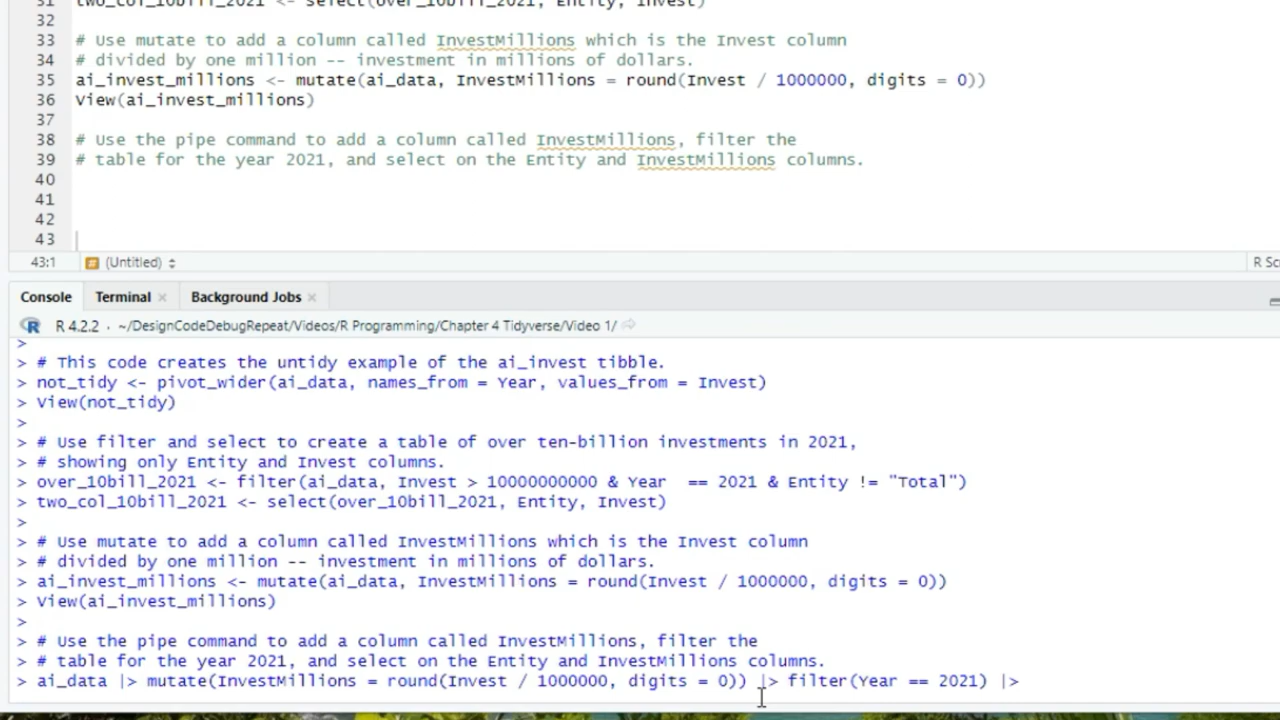 31 two_col_10bill_2021 <- select(over_10bill_2021, Entity, Invest)
32
33 # Use mutate to add a column called InvestMillions which is the Invest column
34 # divided by one million -- investment in millions of dollars.
35 ai_invest_millions <- mutate(ai_data, InvestMillions = round(Invest / 1000000, digits = 0))
36 View(ai_invest_millions)
37
38 # Use the pipe command to add a column called InvestMillions, filter the
39 # table for the year 2021, and select on the Entity and InvestMillions columns.
40
41
42
43
43:1 # (Untitled) R Sc
Console Terminal Background Jobs
R 4.2.2 · ~/DesignCodeDebugRepeat/Videos/R Programming/Chapter 4 Tidyverse/Video 1/
>
> # This code creates the untidy example of the ai_invest tibble.
> not_tidy <- pivot_wider(ai_data, names_from = Year, values_from = Invest)
> View(not_tidy)
>
> # Use filter and select to create a table of over ten-billion investments in 2021,
> # showing only Entity and Invest columns.
> over_10bill_2021 <- filter(ai_data, Invest > 10000000000 & Year  == 2021 & Entity != "Total")
> two_col_10bill_2021 <- select(over_10bill_2021, Entity, Invest)
>
> # Use mutate to add a column called InvestMillions which is the Invest column
> # divided by one million -- investment in millions of dollars.
> ai_invest_millions <- mutate(ai_data, InvestMillions = round(Invest / 1000000, digits = 0))
> View(ai_invest_millions)
>
> # Use the pipe command to add a column called InvestMillions, filter the
> # table for the year 2021, and select on the Entity and InvestMillions columns.
> ai_data |> mutate(InvestMillions = round(Invest / 1000000, digits = 0)) |> filter(Year == 2021) |>